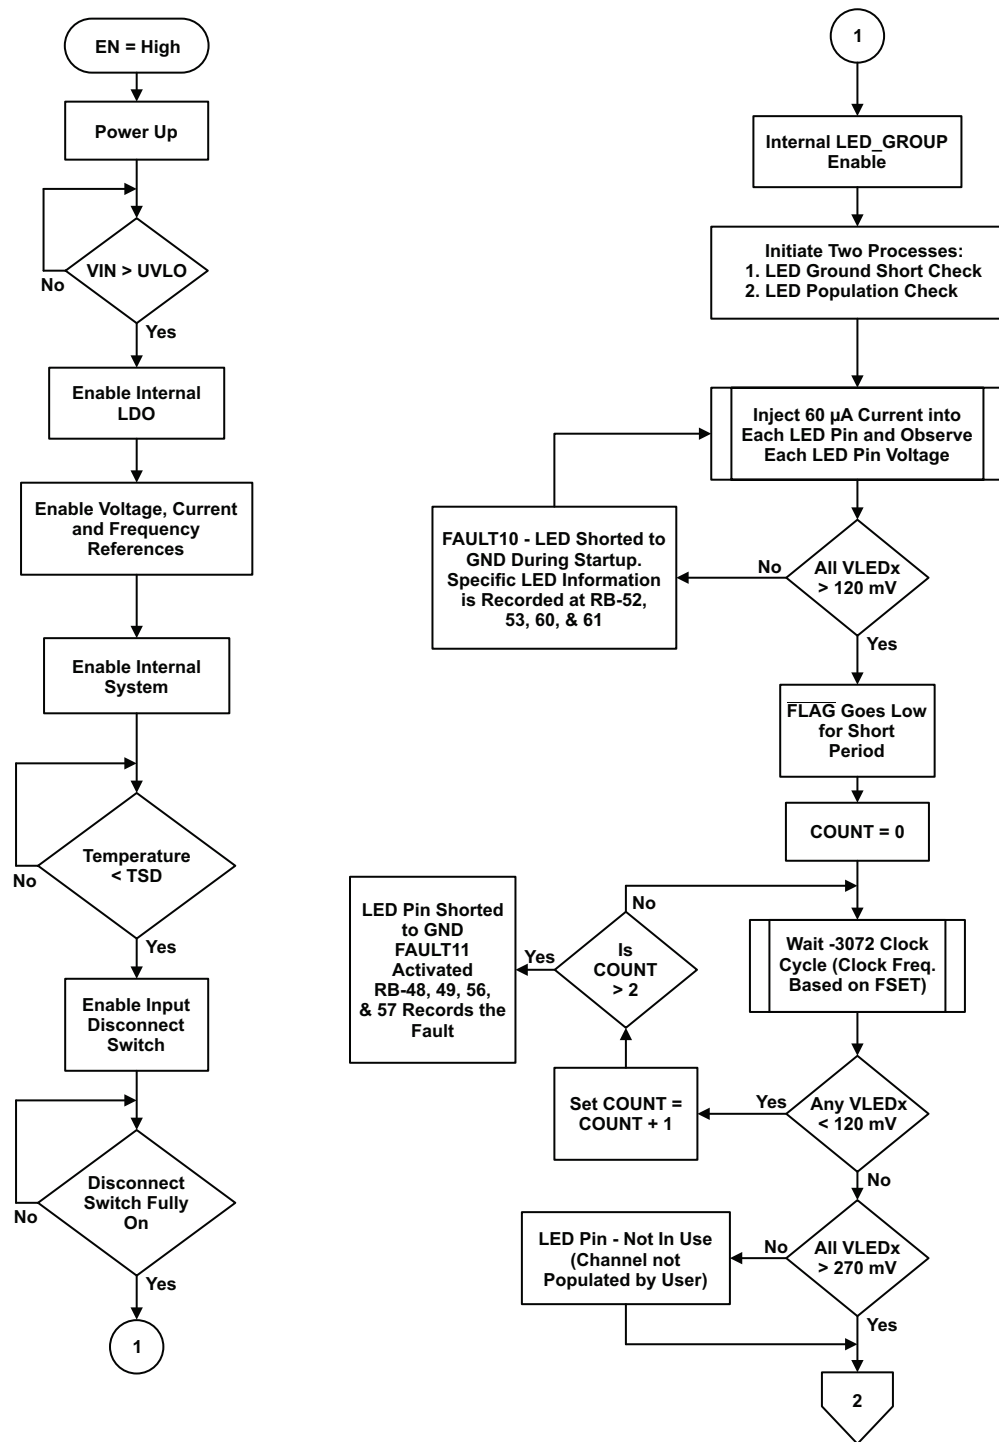 EN = High
Power Up
VIN > UVLO
No
Yes
Enable Internal
LDO
Enable Voltage, Current
and Frequency
References
Enable Internal
System
Temperature
< TSD
No
Yes
Enable Input
Disconnect
Switch
Disconnect
Switch Fully
On
No
Yes
1
1
Internal LED_GROUP
Enable
Initiate Two Processes:
1. LED Ground Short Check
2. LED Population Check
Inject 60 µA Current into
Each LED Pin and Observe
Each LED Pin Voltage
FAULT10 - LED Shorted to
GND During Startup.
Specific LED Information
is Recorded at RB-52,
53, 60, & 61
No
All VLEDx
> 120 mV
Yes
FLAG Goes Low
for Short
Period
COUNT = 0
LED Pin Shorted
to GND
FAULT11
Activated
RB-48, 49, 56,
& 57 Records the
Fault
Yes
No
Is
COUNT
> 2
Wait -3072 Clock
Cycle (Clock Freq.
Based on FSET)
Set COUNT =
COUNT + 1
Yes
Any VLEDx
< 120 mV
No
LED Pin - Not In Use
(Channel not
Populated by User)
No
All VLEDx
> 270 mV
Yes
2